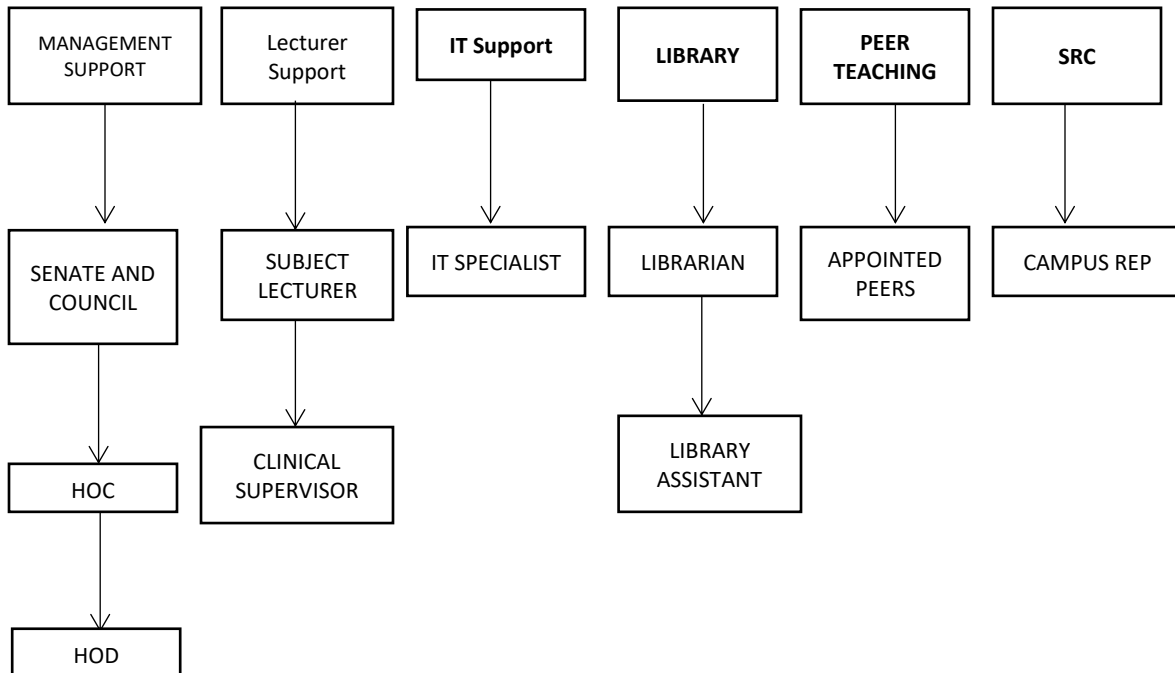 MANAGEMENT
SUPPORT
Lecturer
Support
IT Support
LIBRARY
PEER
TEACHING
SRC
SENATE AND
COUNCIL
SUBJECT
LECTURER
IT SPECIALIST
LIBRARIAN
APPOINTED
PEERS
CAMPUS REP
HOC
CLINICAL
SUPERVISOR
LIBRARY
ASSISTANT
HOD